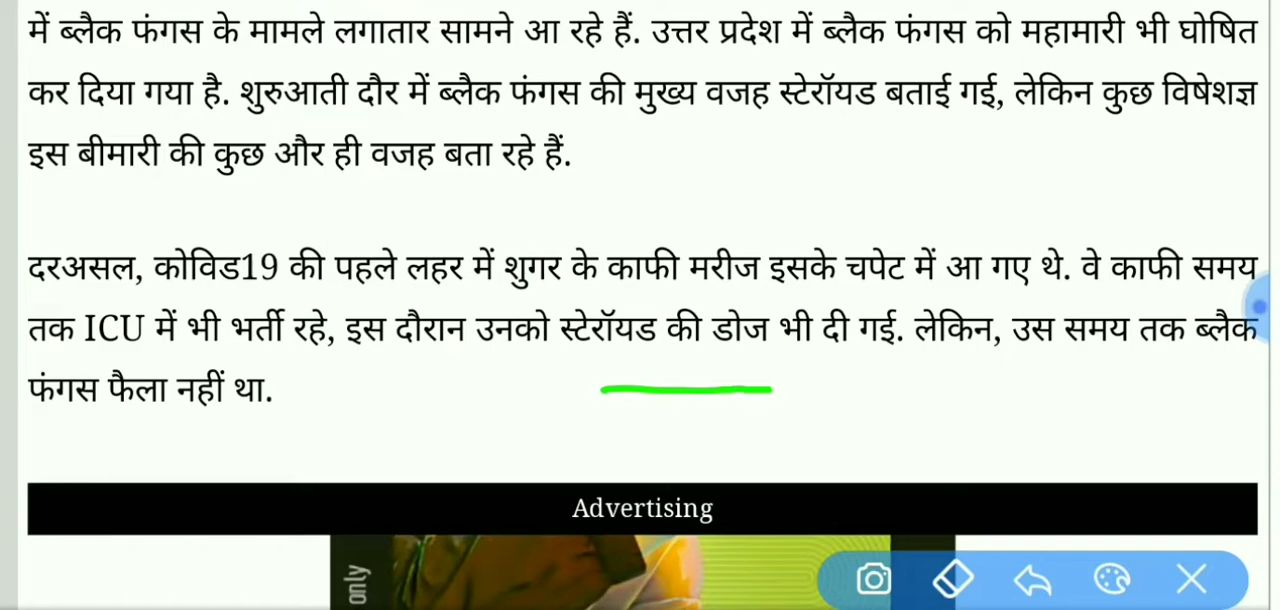 में ब्लैक फंगस के मामले लगातार सामने आ रहे हैं. उत्तर प्रदेश में ब्लैक फंगस को महामारी भी घोषित
कर दिया गया है. शुरुआती दौर में ब्लैक फंगस की मुख्य वजह स्टेरॉयड बताई गई, लेकिन कुछ विषेशज्ञ
इस बीमारी की कुछ और ही वजह बता रहे हैं.
दरअसल, कोविड19 की पहले लहर में शुगर के काफी मरीज इसके चपेट में आ गए थे. वे काफी समय
तक ICU में भी भर्ती रहे, इस दौरान उनको स्टेरॉयड की डोज भी दी गई. लेकिन, उस समय तक ब्लैक
फंगस फैला नहीं था.
Advertising
only